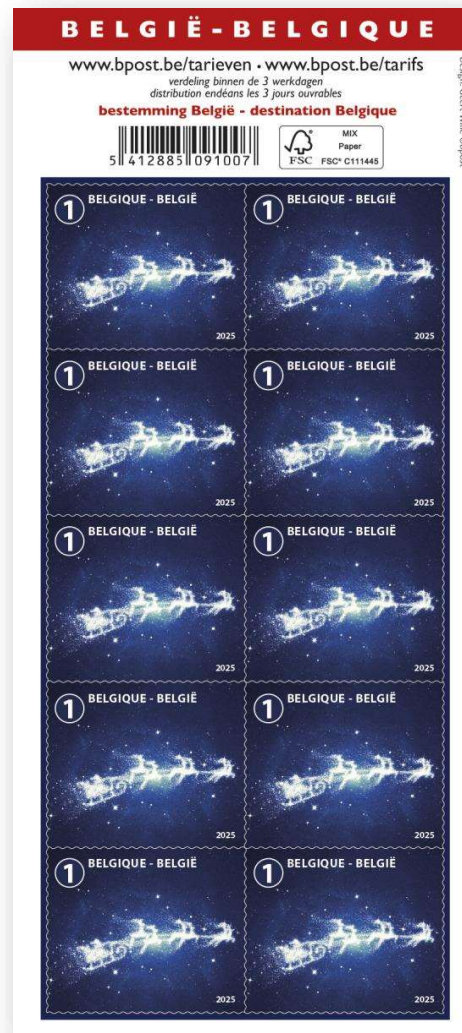 BELGIË-BELGIQUE
www.bpost.be/tarieven • www.bpost.be/tarifs
verdeling binnen de 3 werkdagen
distribution endéans les 3 jours ouvrables
bestemming België - destination Belgique
5 412885 091007
FSC
MIX
Paper
FSC® C111445
1 BELGIQUE - BELGIË
2025
1 BELGIQUE - BELGIË
2025
1 BELGIQUE - BELGIË
2025
1 BELGIQUE - BELGIË
2025
1 BELGIQUE - BELGIË
2025
1 BELGIQUE - BELGIË
2025
1 BELGIQUE - BELGIË
2025
1 BELGIQUE - BELGIË
2025
1 BELGIQUE - BELGIË
2025
1 BELGIQUE - BELGIË
2025